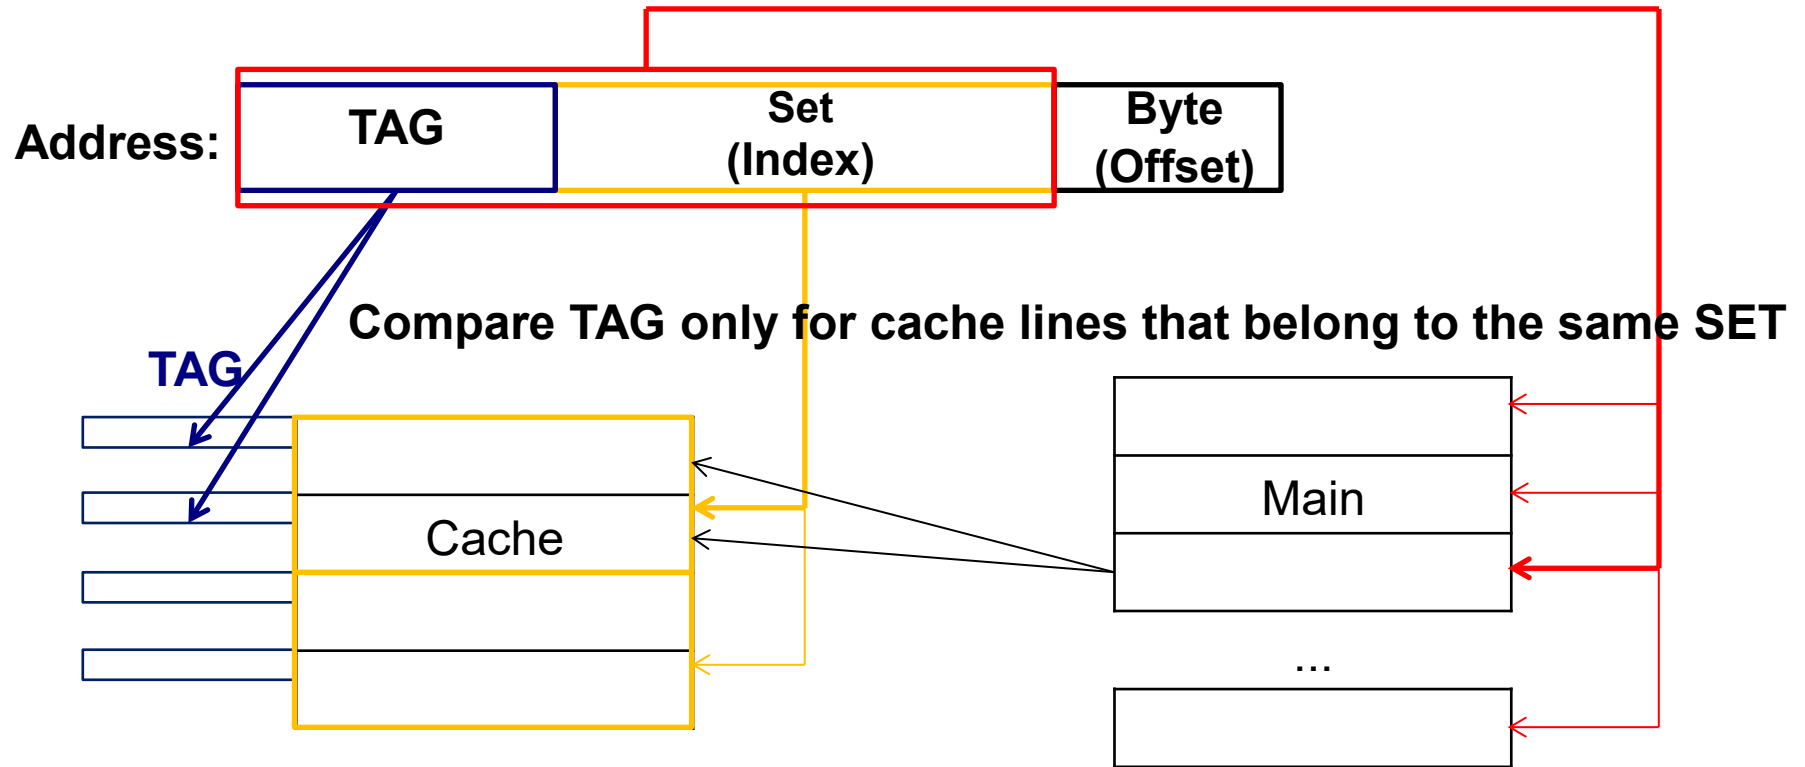 Address:
TAG
Set
(Index)
Byte
(Offset)
Compare TAG only for cache lines that belong to the same SET
TAG
Cache
Main
...